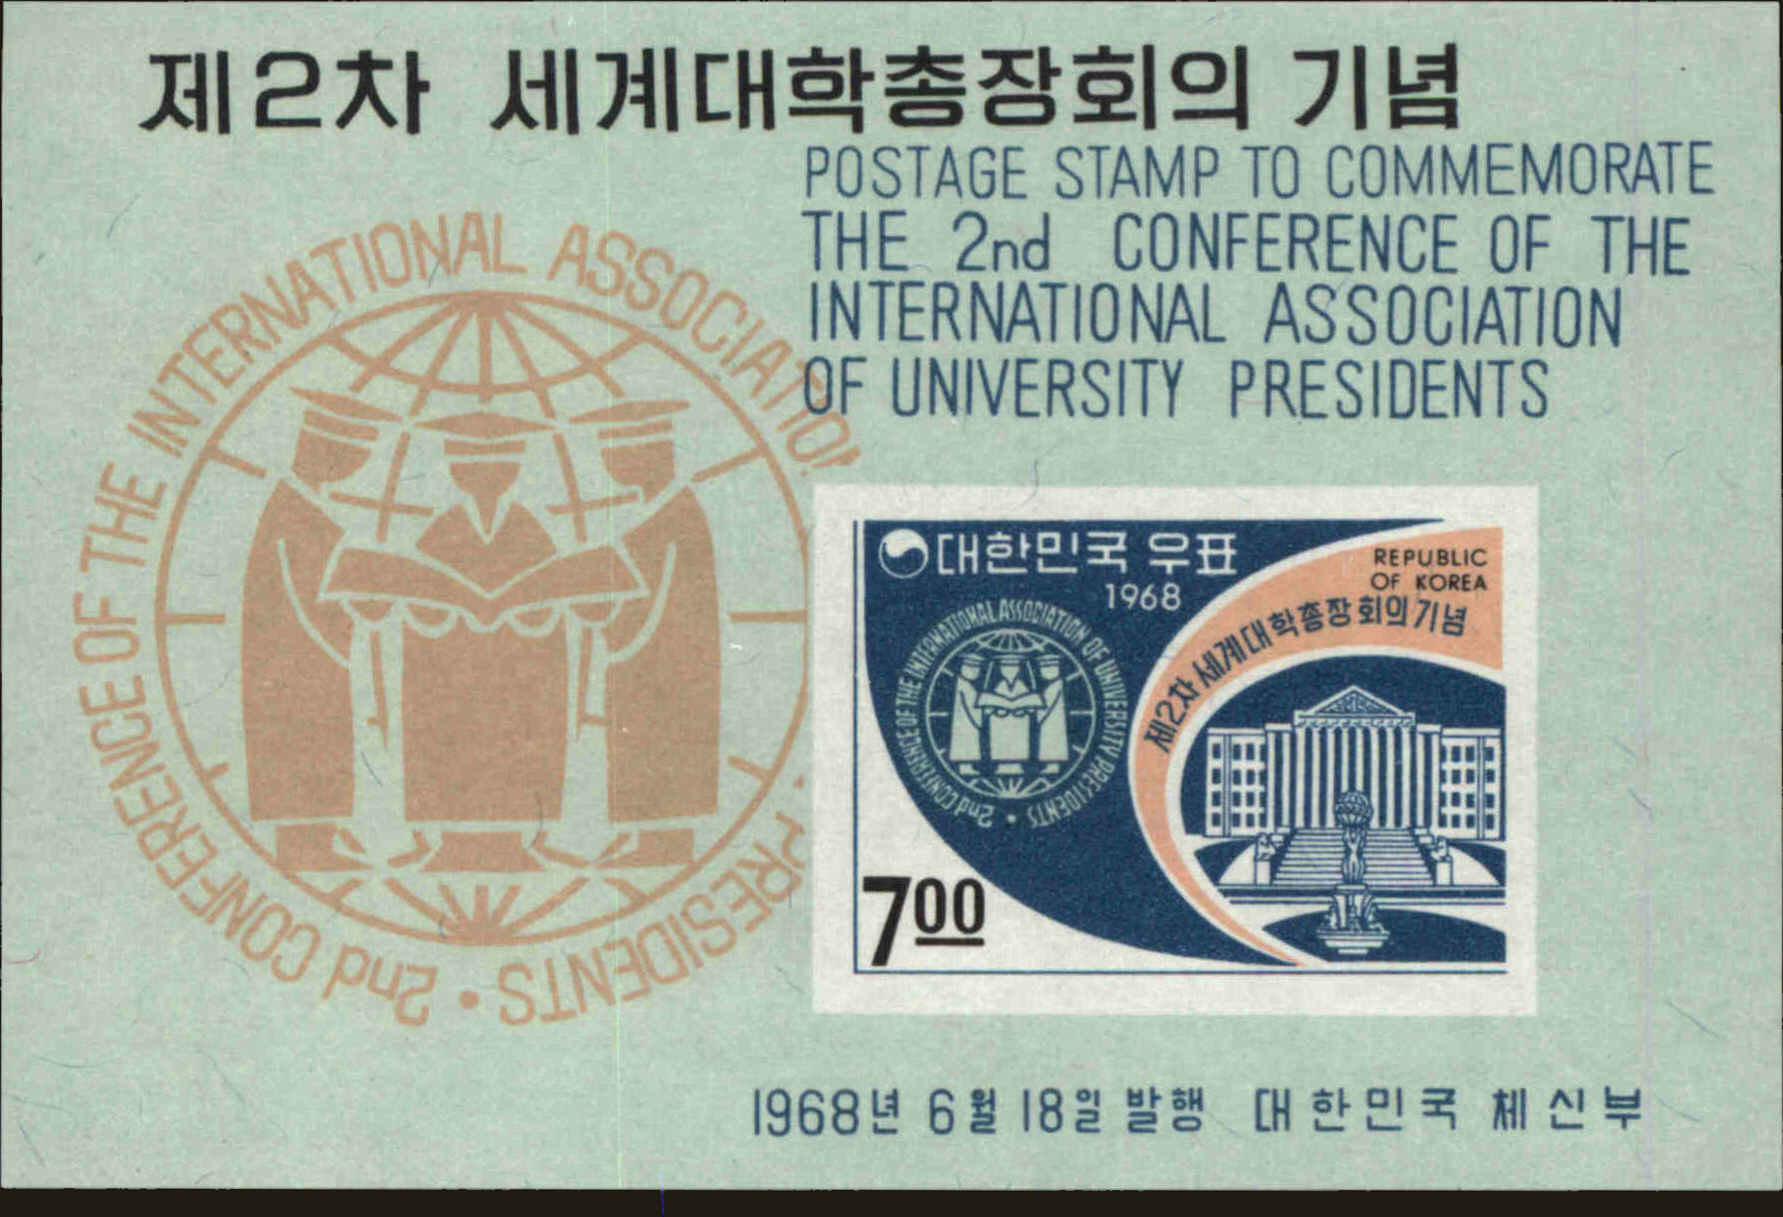 제2차 세계대학총장회의 기념
POSTAGE STAMP TO COMMEMORATE
THE 2nd CONFERENCE OF THE
INTERNATIONAL ASSOCIATION
OF UNIVERSITY PRESIDENTS
2nd CONFERENCE OF THE INTERNATIONAL ASSOCIATION PRESIDENTS •
대한민국 우표
1968
REPUBLIC
OF KOREA
제2차 세계대학총장회의기념
2nd CONFERENCE OF THE INTERNATIONAL ASSOCIATION OF UNIVERSITY PRESIDENTS •
700
1968년 6월 18일 발행 대한민국 체신부